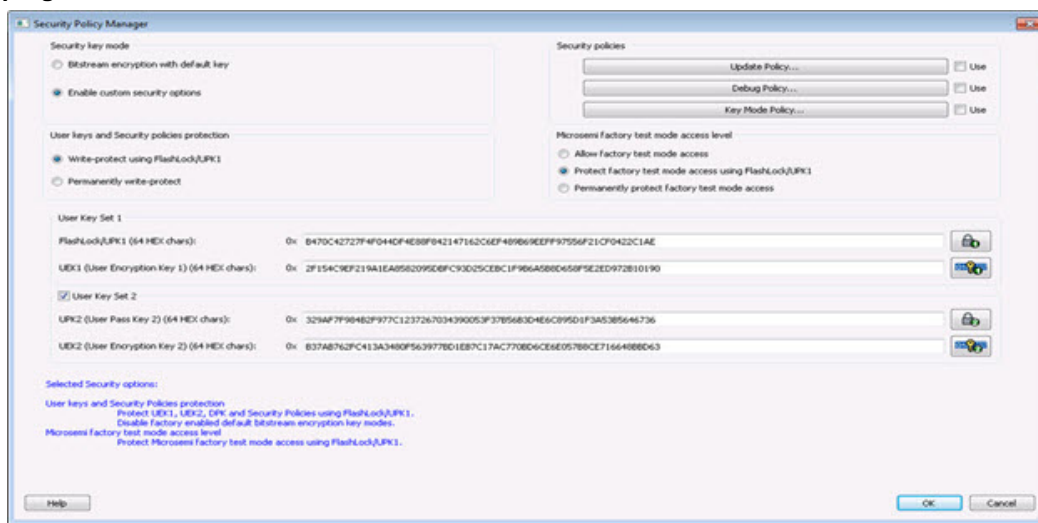 Security Policy Manager
Security key mode
Bitstream encryption with default key
Enable custom security options
Security policies
Update Policy...
Use
Debug Policy...
Use
Key Mode Policy...
Use
User keys and Security policies protection
Write-protect using FlashLock/UPK1
Permanently write-protect
Microsemi factory test mode access level
Allow factory test mode access
Protect factory test mode access using FlashLock/UPK1
Permanently protect factory test mode access
User Key Set 1
FlashLock/UPK1 (64 HEX chars): 0x
UEK1 (User Encryption Key 1) (64 HEX chars): 0x
User Key Set 2
UPK2 (User Pass Key 2) (64 HEX chars): 0x
UEK2 (User Encryption Key 2) (64 HEX chars): 0x
Selected Security options:
User keys and Security Policies protection
Protect UEK1, UEK2, DPK and Security Policies using FlashLock/UPK1.
Disable factory enabled default bitstream encryption key modes.
Microsemi factory test mode access level
Protect Microsemi factory test mode access using FlashLock/UPK1.
Help
OK
Cancel